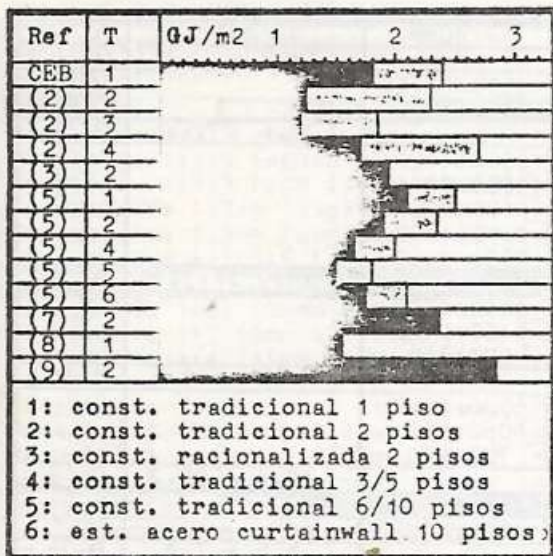 Ref T GJ/m2 1 2 3
CEB 1
(2) 2
(2) 3
(2) 4
(3) 2
(5) 1
(5) 2
(5) 4
(5) 5
(5) 6
(7) 2
(8) 1
(9) 2
1: const. tradicional 1 piso
2: const. tradicional 2 pisos
3: const. racionalizada 2 pisos
4: const. tradicional 3/5 pisos
5: const. tradicional 6/10 pisos
6: est. acero curtainwall 10 pisos